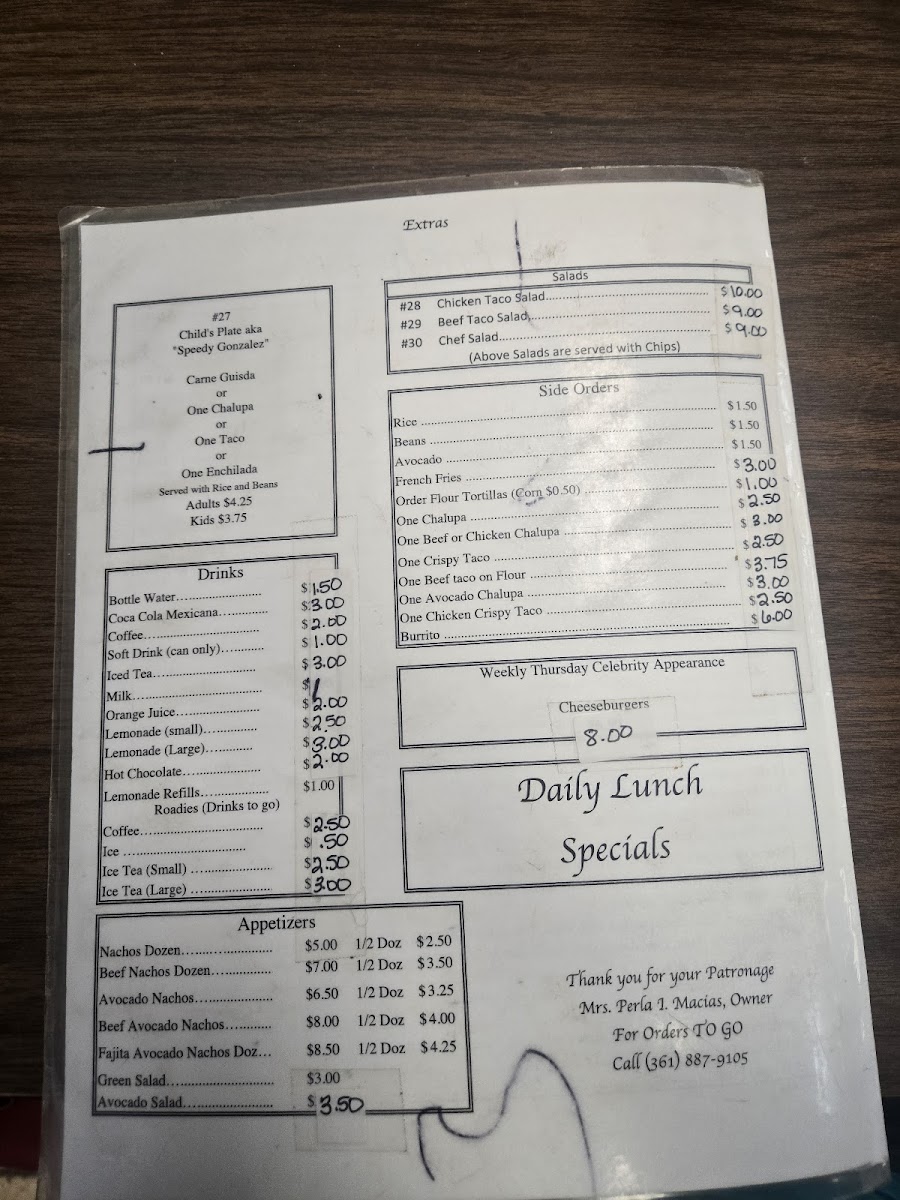 Extras
#27
Child's Plate aka
"Speedy Gonzalez"
Carne Guisda
or
One Chalupa
or
One Taco
or
One Enchilada
Served with Rice and Beans
Adults $4.25
Kids $3.75
Drinks
Bottle Water........................ $1.50
Coca Cola Mexicana............. $3.00
Coffee................................. $2.00
Soft Drink (can only)........... $1.00
Iced Tea............................... $3.00
Milk..................................... $
Orange Juice........................ $2.00
Lemonade (small)............... $2.50
Lemonade (Large).............. $3.00
Hot Chocolate...................... $2.00
Lemonade Refills................... $1.00
Roadies (Drinks to go)
Coffee.................................. $2.50
Ice ................................... $.50
Ice Tea (Small) ...................... $2.50
Ice Tea (Large) ...................... $3.00
Appetizers
Nachos Dozen......................... $5.00 1/2 Doz $2.50
Beef Nachos Dozen................ $7.00 1/2 Doz $3.50
Avocado Nachos..................... $6.50 1/2 Doz $3.25
Beef Avocado Nachos............ $8.00 1/2 Doz $4.00
Fajita Avocado Nachos Doz... $8.50 1/2 Doz $4.25
Green Salad............................. $3.00
Avocado Salad........................ $3.50
Salads
#28 Chicken Taco Salad............................................ $10.00
#29 Beef Taco Salad................................................ $9.00
#30 Chef Salad....................................................... $9.00
(Above Salads are served with Chips)
Side Orders
Rice .................................................................. $1.50
Beans ................................................................ $1.50
Avocado ............................................................. $1.50
French Fries ........................................................ $3.00
Order Flour Tortillas (Corn $0.50) ................................ $1.00
One Chalupa ........................................................ $2.50
One Beef or Chicken Chalupa .................................... $3.00
One Crispy Taco ................................................... $2.50
One Beef taco on Flour ........................................... $3.75
One Avocado Chalupa ............................................. $3.00
One Chicken Crispy Taco ......................................... $2.50
Burrito ............................................................... $6.00
Weekly Thursday Celebrity Appearance
Cheeseburgers
8.00
Daily Lunch
Specials
Thank you for your Patronage
Mrs. Perla I. Macias, Owner
For Orders TO GO
Call (361) 887-9105